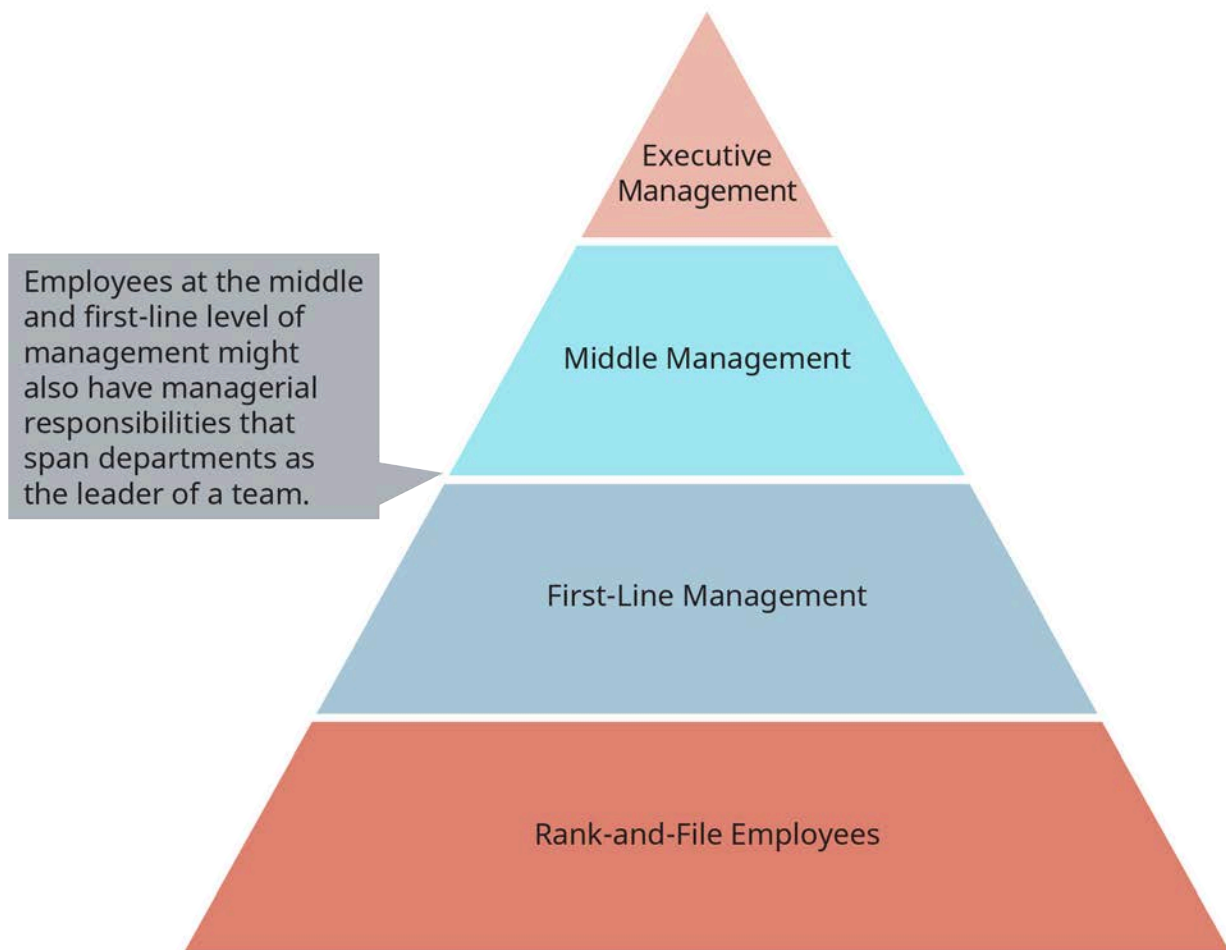 Executive
Management
Employees at the middle
and first-line level of
management might
also have managerial
responsibilities that
span departments as
the leader of a team.
Middle Management
First-Line Management
Rank-and-File Employees